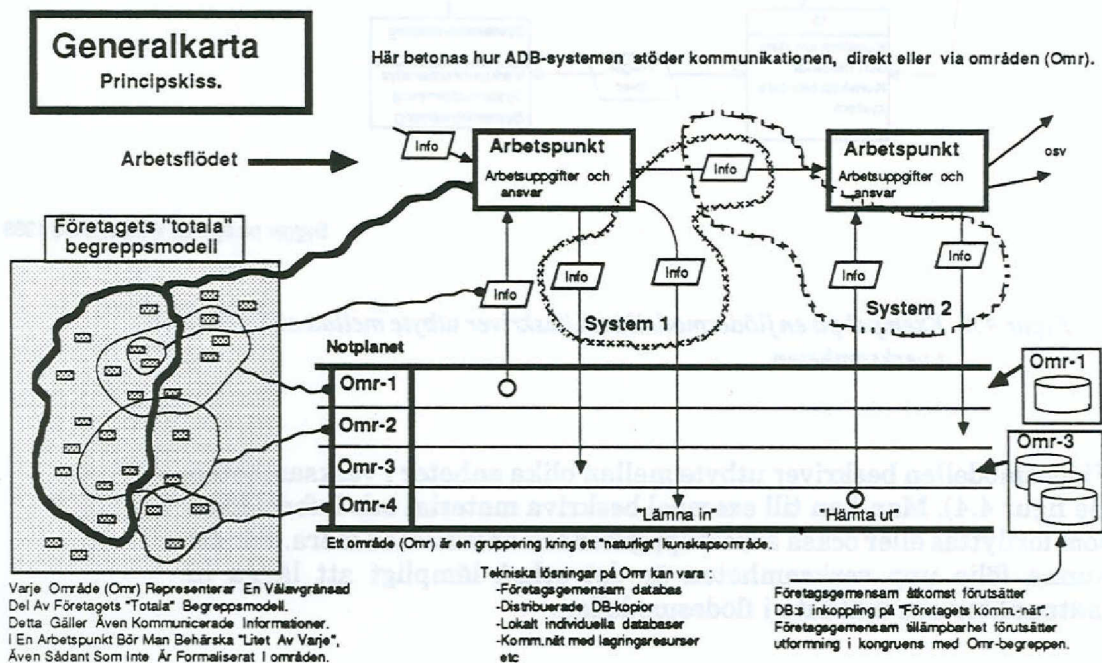 Generalkarta
Principskiss.
Här betonas hur ADB-systemen stöder kommunikationen, direkt eller via områden (Omr).
Arbetsflödet
Info
Arbetspunkt
Arbetsuppgifter och
ansvar
Info
Arbetspunkt
Arbetsuppgifter och
ansvar
osv
Företagets "totala"
begreppsmodell
Info
Info
Info
Info
Info
System 1
System 2
Notplanet
Omr-1
Omr-2
Omr-3
Omr-4
"Lämna in"
"Hämta ut"
Omr-1
Omr-3
Ett område (Omr) är en gruppering kring ett "naturligt" kunskapsområde.
Varje Område (Omr) Representerar En Välavgränsad
Del Av Företagets "Totala" Begreppsmodell.
Detta Gäller Även Kommunicerade Informationer.
I En Arbetspunkt Bör Man Behärska "Litet Av Varje",
Även Sådant Som Inte Är Formaliserat I områden.
Tekniska lösningar på Omr kan vara:
-Företagsgemensam databas
-Distribuerade DB-kopior
-Lokalt individuella databaser
-Komm.nät med lagringsresurser
etc
Företagsgemensam åtkomst förutsätter
DB:s inkoppling på "Företagets komm-nät".
Företagsgemensam tillämpbarhet förutsätter
utformning i kongruens med Omr-begreppen.